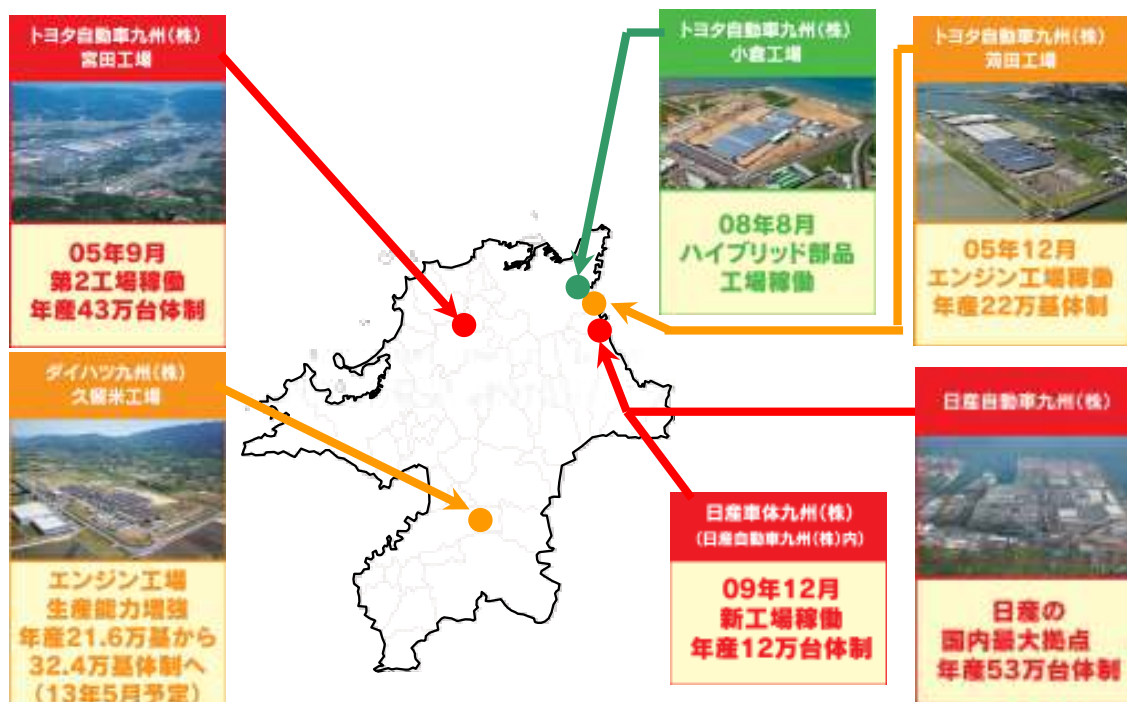 トヨタ自動車九州(株)
宮田工場
05年9月
第2工場稼働
年産43万台体制
トヨタ自動車九州(株)
小倉工場
08年8月
ハイブリッド部品
工場稼働
トヨタ自動車九州(株)
苅田工場
05年12月
エンジン工場稼働
年産22万基体制
ダイハツ九州(株)
久留米工場
エンジン工場
生産能力増強
年産21.6万基から
32.4万基体制へ
(13年5月予定)
日産車体九州(株)
(日産自動車九州(株)内)
09年12月
新工場稼働
年産12万台体制
日産自動車九州(株)
日産の
国内最大拠点
年産53万台体制